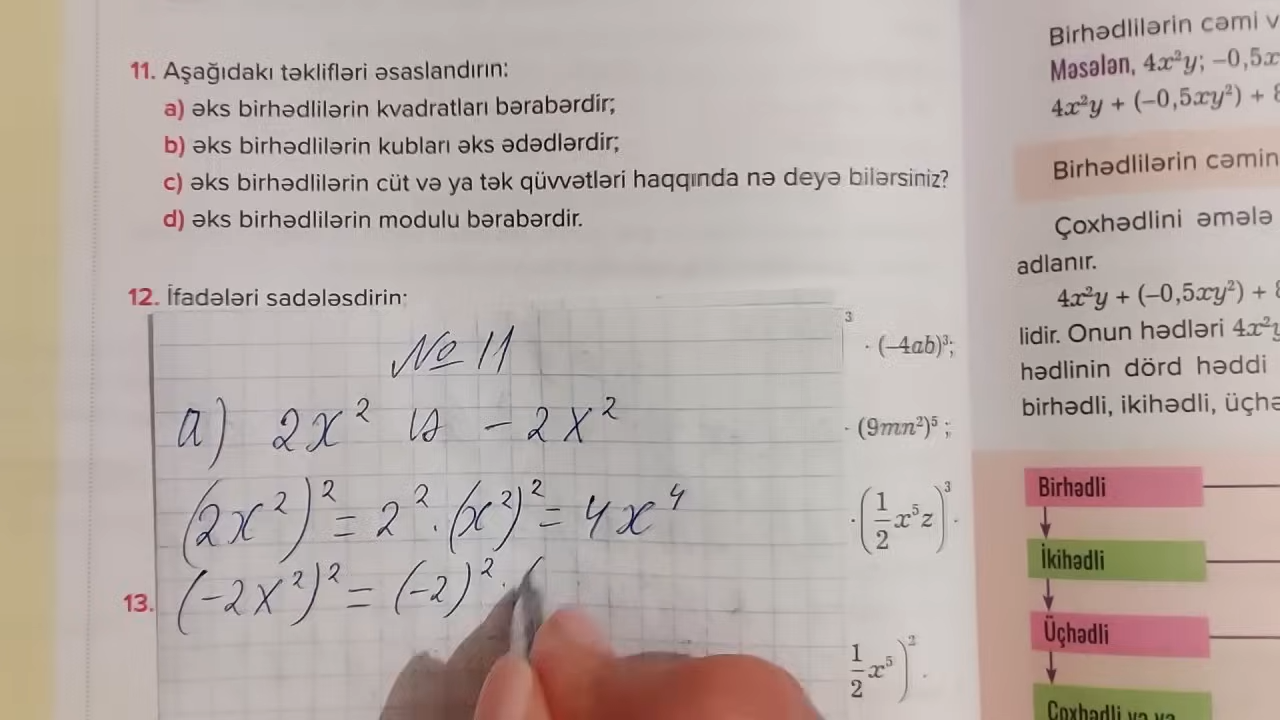 11. Aşağıdakı təklifləri əsaslandırın:
a) əks birhədlilərin kvadratları bərabərdir;
b) əks birhədlilərin kubları əks ədədlərdir;
c) əks birhədlilərin cüt və ya tək qüvvətləri haqqında nə deyə bilərsiniz?
d) əks birhədlilərin modulu bərabərdir.
12. İfadələri sadələşdirin:
№ 11
a) 2x² və -2x²
(2x²)² = 2² · (x²)² = 4x⁴
(-2x²)² = (-2)² · (
13.
³ · (–4ab)³;
· (9mn²)⁵ ;
· (1/2 x⁵z)³ ·
1/2 x⁵)² .
Birhədlilərin cəmi v
Məsələn, 4x²y; –0,5x
4x²y + (–0,5xy²) + 8
Birhədlilərin cəmin
Çoxhədlini əmələ
adlanır.
4x²y + (–0,5xy²) + 8
lidir. Onun hədləri 4x²y
hədlinin dörd həddi
birhədli, ikihədli, üçhə
Birhədli
İkihədli
Üçhədli
Çoxhədli və ya